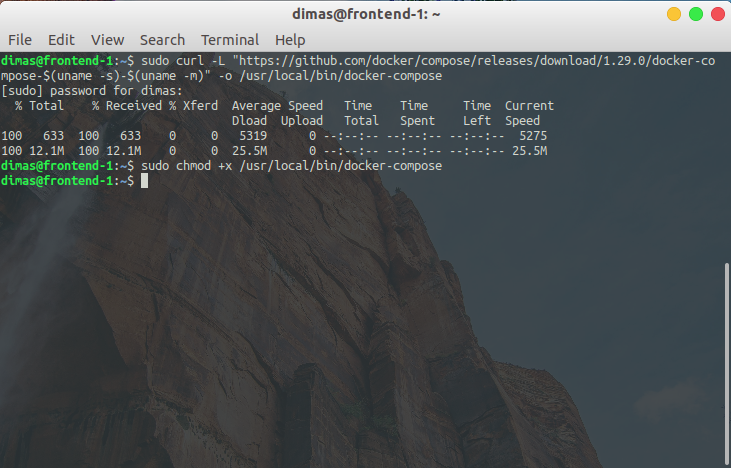 dimas@frontend-1: ~
File Edit View Search Terminal Help
dimas@frontend-1:~$ sudo curl -L "https://github.com/docker/compose/releases/download/1.29.0/docker-co
mpose-$(uname -s)-$(uname -m)" -o /usr/local/bin/docker-compose
[sudo] password for dimas:
% Total % Received % Xferd Average Speed Time Time Time Current
Dload Upload Total Spent Left Speed
100 633 100 633 0 0 5319 0 --:--:-- --:--:-- --:--:-- 5275
100 12.1M 100 12.1M 0 0 25.5M 0 --:--:-- --:--:-- --:--:-- 25.5M
dimas@frontend-1:~$ sudo chmod +x /usr/local/bin/docker-compose
dimas@frontend-1:~$